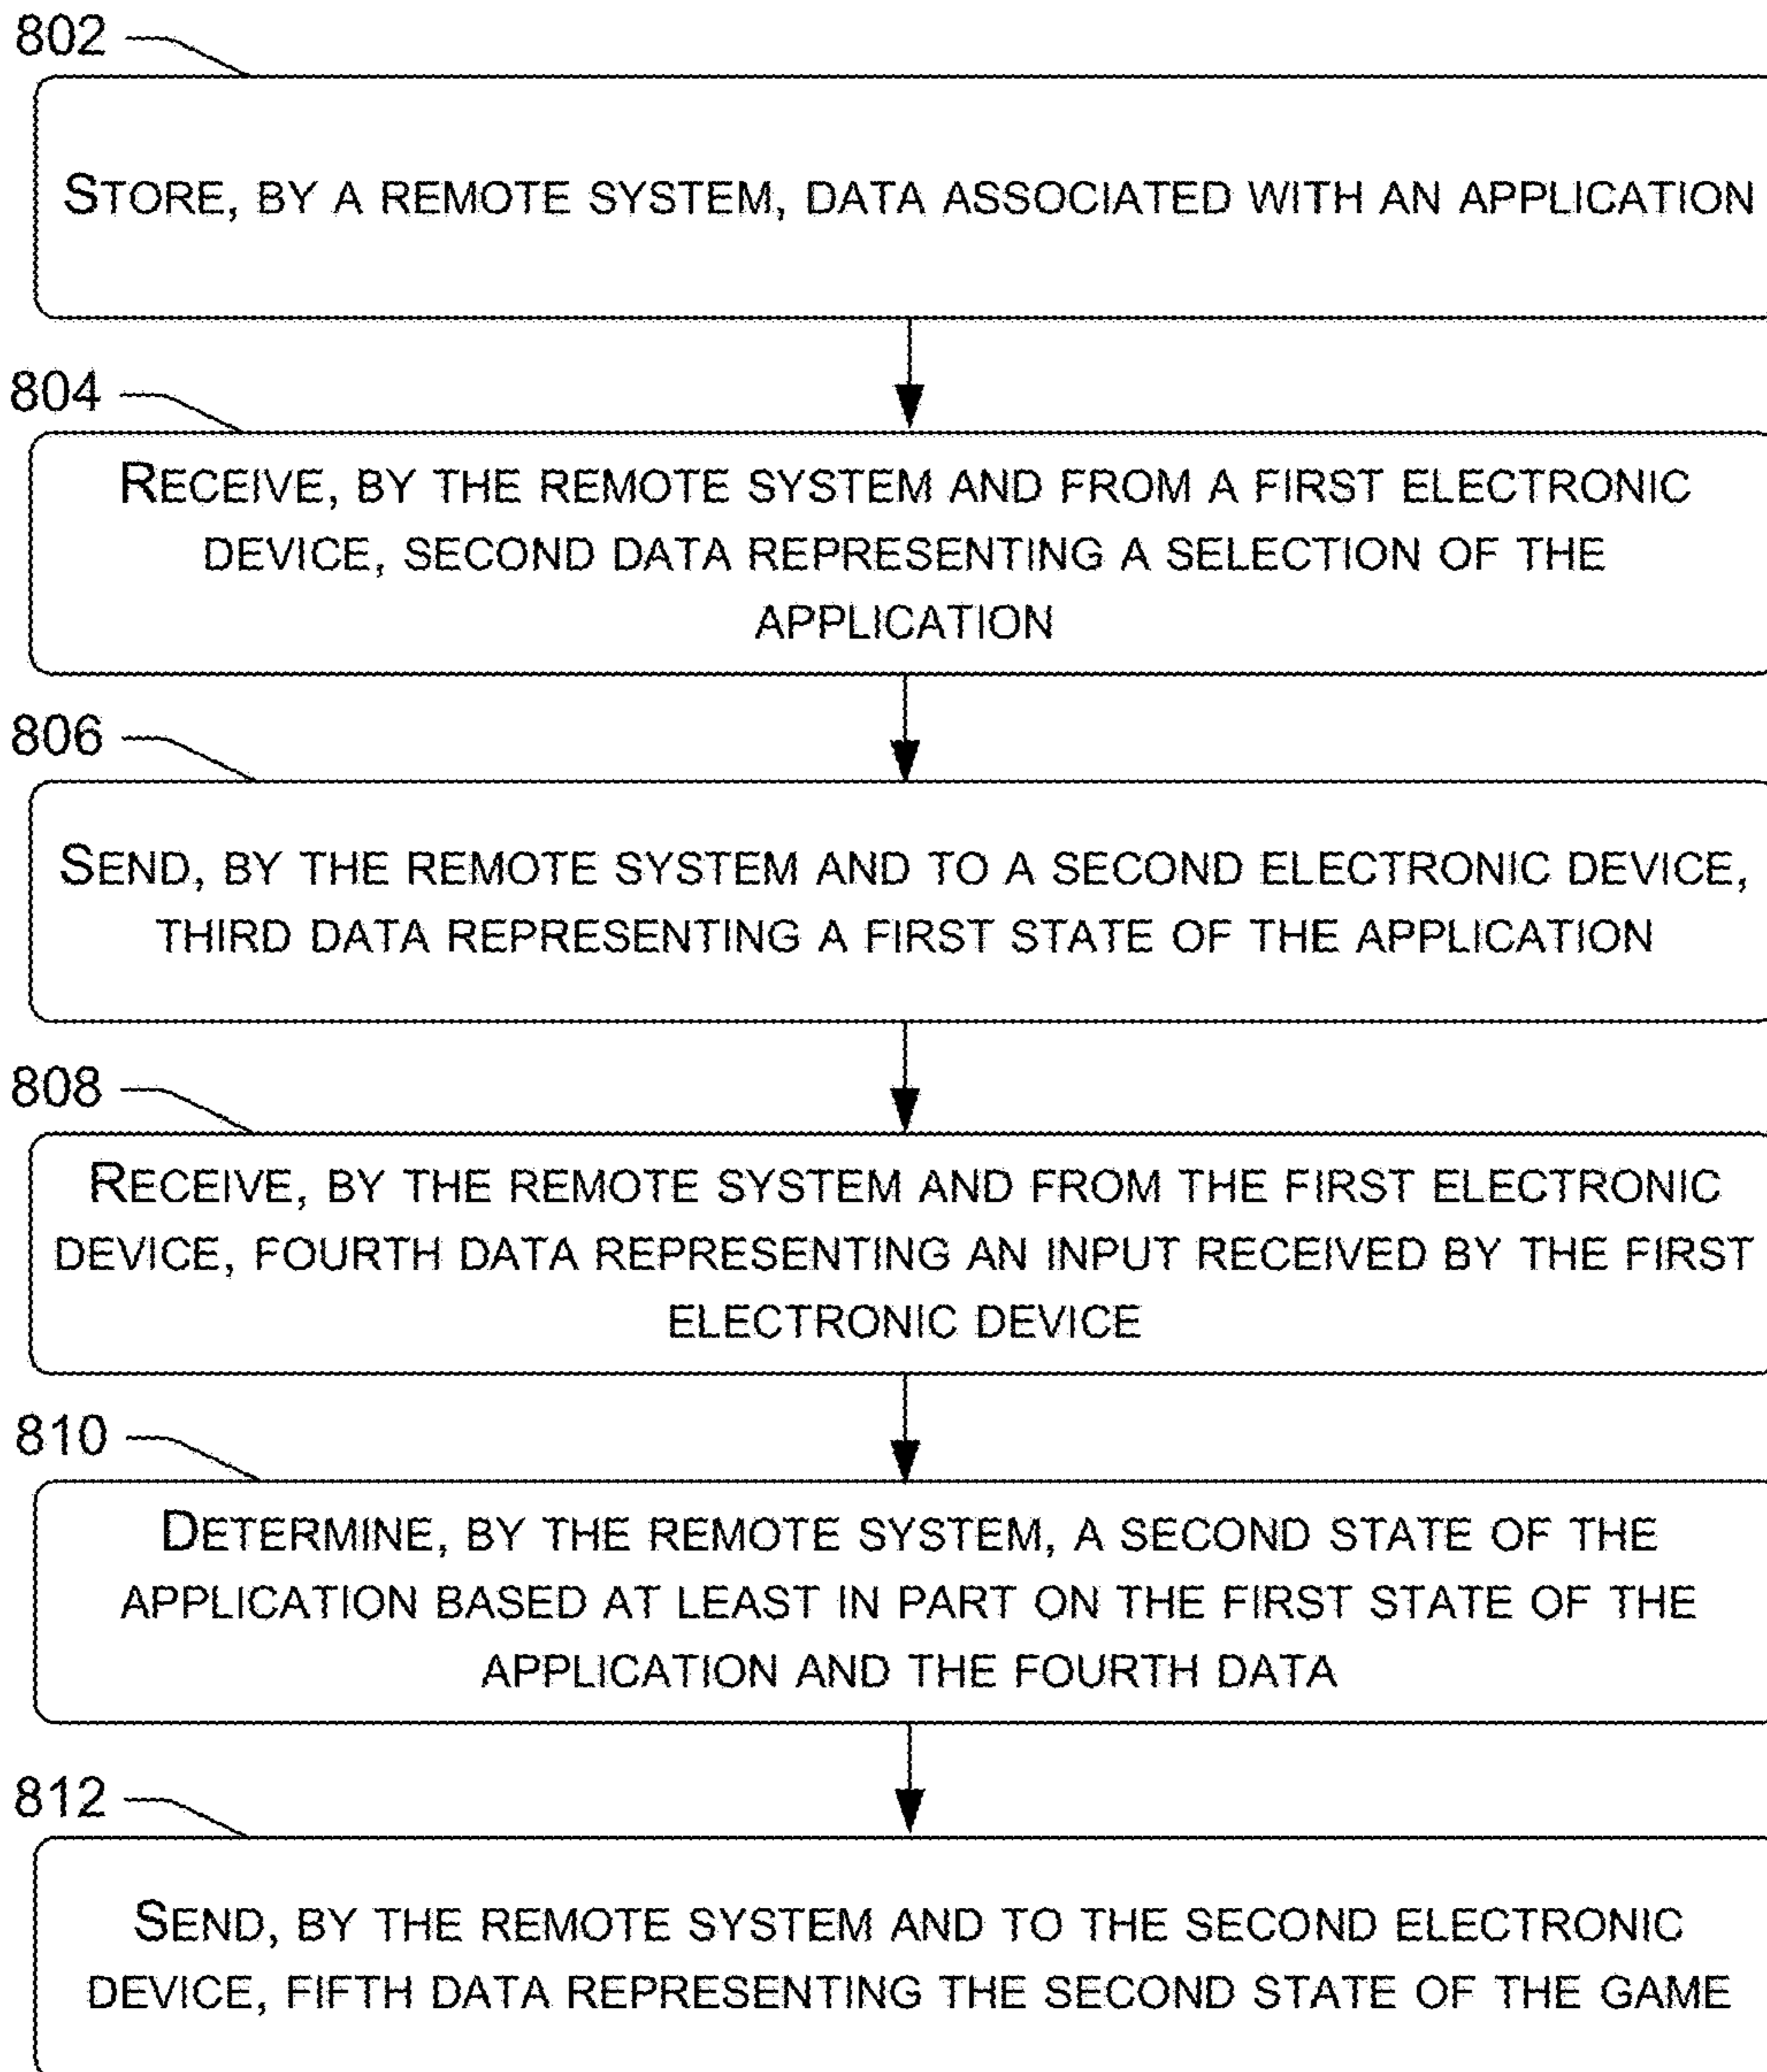 802
STORE, BY A REMOTE SYSTEM, DATA ASSOCIATED WITH AN APPLICATION
804
RECEIVE, BY THE REMOTE SYSTEM AND FROM A FIRST ELECTRONIC
DEVICE, SECOND DATA REPRESENTING A SELECTION OF THE
APPLICATION
806
SEND, BY THE REMOTE SYSTEM AND TO A SECOND ELECTRONIC DEVICE,
THIRD DATA REPRESENTING A FIRST STATE OF THE APPLICATION
808
RECEIVE, BY THE REMOTE SYSTEM AND FROM THE FIRST ELECTRONIC
DEVICE, FOURTH DATA REPRESENTING AN INPUT RECEIVED BY THE FIRST
ELECTRONIC DEVICE
810
DETERMINE, BY THE REMOTE SYSTEM, A SECOND STATE OF THE
APPLICATION BASED AT LEAST IN PART ON THE FIRST STATE OF THE
APPLICATION AND THE FOURTH DATA
812
SEND, BY THE REMOTE SYSTEM AND TO THE SECOND ELECTRONIC
DEVICE, FIFTH DATA REPRESENTING THE SECOND STATE OF THE GAME